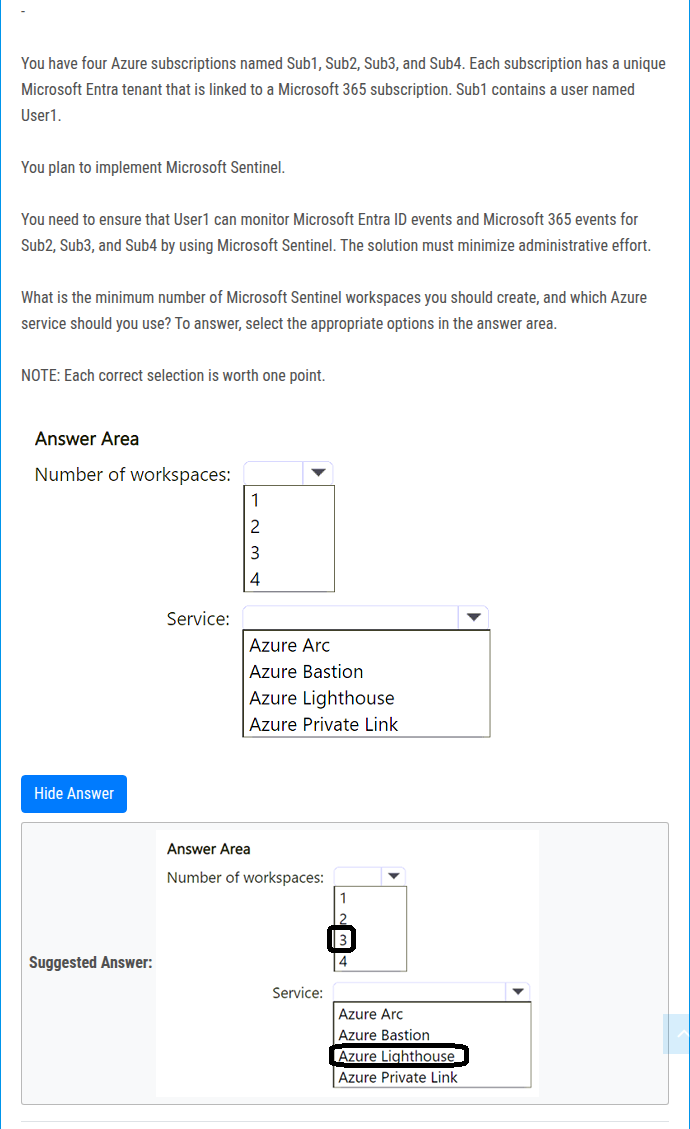 -
You have four Azure subscriptions named Sub1, Sub2, Sub3, and Sub4. Each subscription has a unique
Microsoft Entra tenant that is linked to a Microsoft 365 subscription. Sub1 contains a user named
User1.
You plan to implement Microsoft Sentinel.
You need to ensure that User1 can monitor Microsoft Entra ID events and Microsoft 365 events for
Sub2, Sub3, and Sub4 by using Microsoft Sentinel. The solution must minimize administrative effort.
What is the minimum number of Microsoft Sentinel workspaces you should create, and which Azure
service should you use? To answer, select the appropriate options in the answer area.
NOTE: Each correct selection is worth one point.
Answer Area
Number of workspaces:
1
2
3
4
Service:
Azure Arc
Azure Bastion
Azure Lighthouse
Azure Private Link
Hide Answer
Suggested Answer:
Answer Area
Number of workspaces:
1
2
3
4
Service:
Azure Arc
Azure Bastion
Azure Lighthouse
Azure Private Link